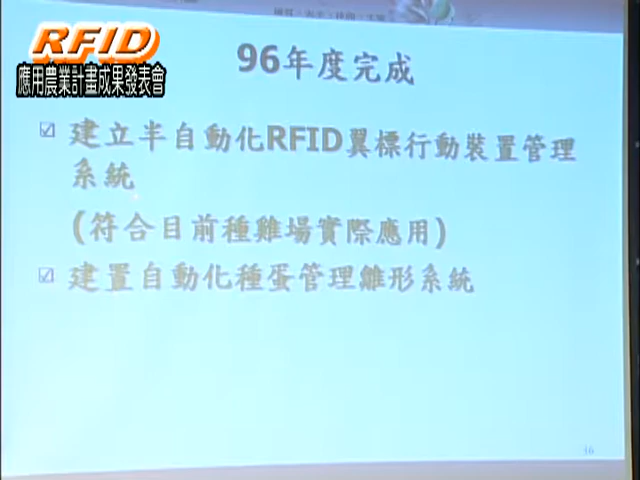 RFID
應用農業計畫成果發表會
96年度完成
☑ 建立半自動化RFID翼標行動裝置管理
系統
(符合目前種雞場實際應用)
☑ 建置自動化種蛋管理雛形系統
36